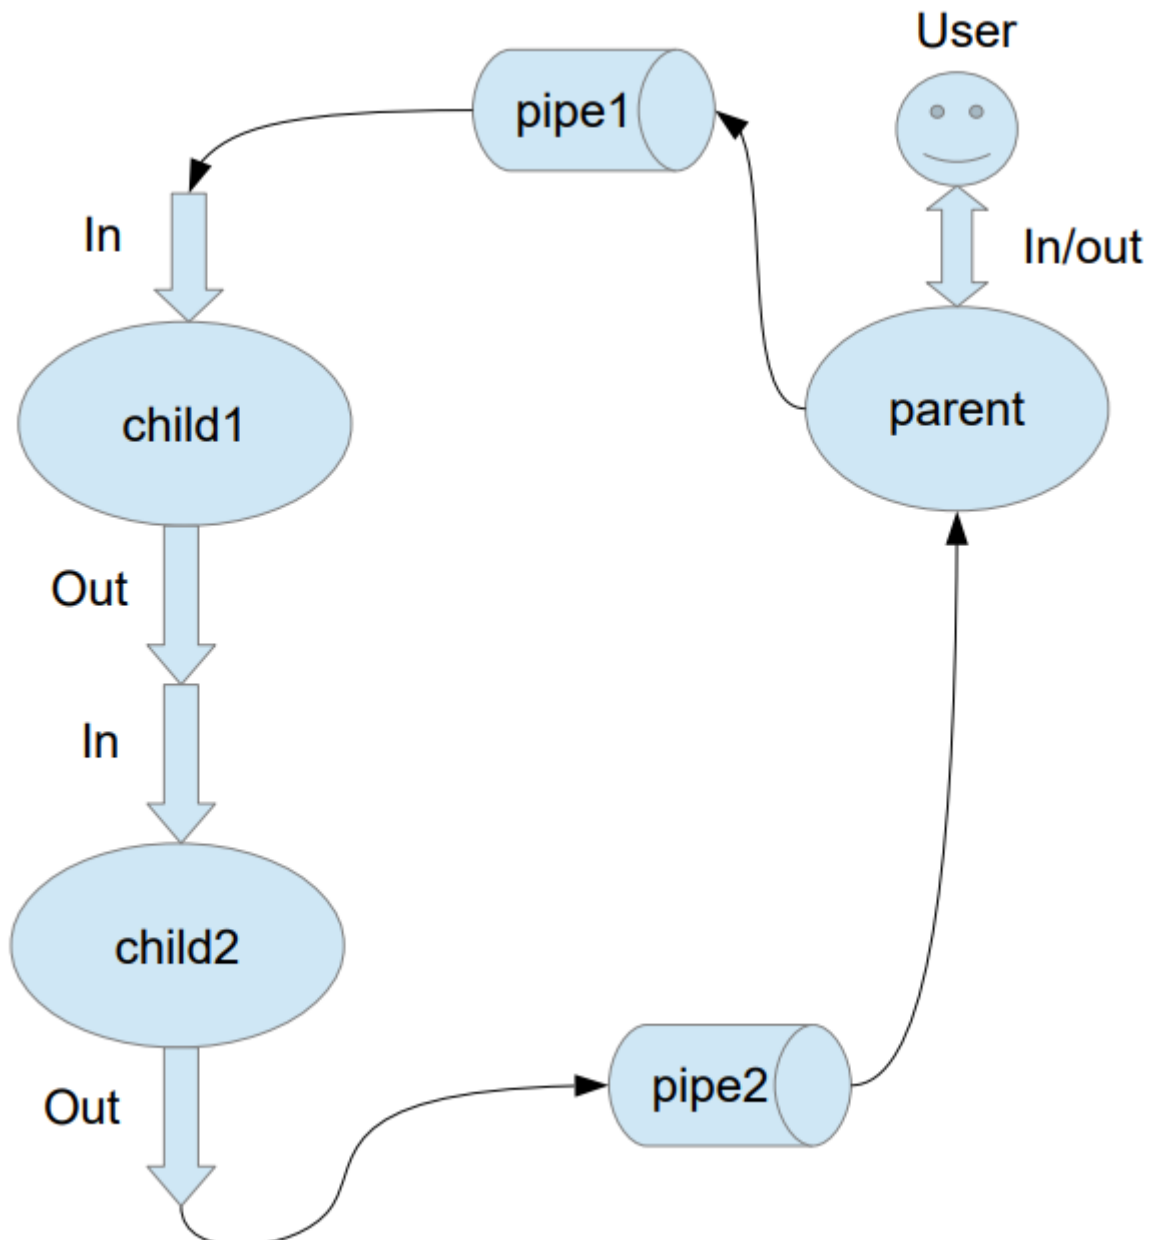 User
pipe1
In
In/out
child1
parent
Out
In
child2
pipe2
Out